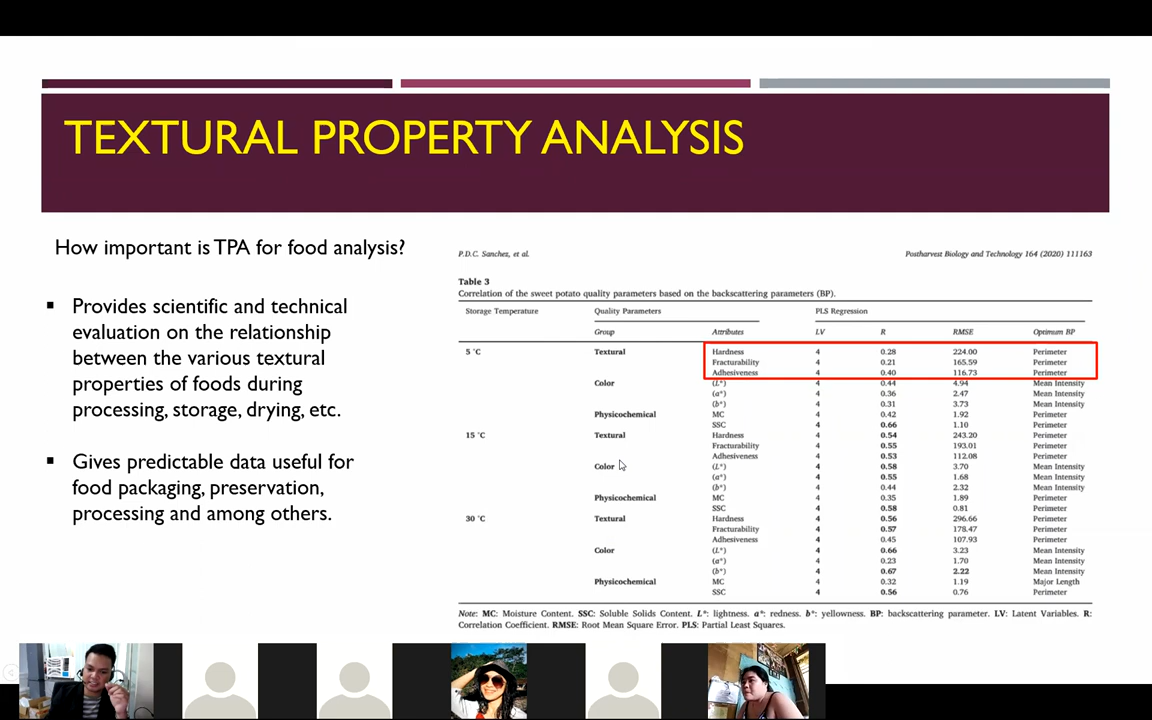 TEXTURAL PROPERTY ANALYSIS
How important is TPA for food analysis?
▪ Provides scientific and technical
evaluation on the relationship
between the various textural
properties of foods during
processing, storage, drying, etc.
▪ Gives predictable data useful for
food packaging, preservation,
processing and among others.
P.D.C. Sanchez, et al. Postharvest Biology and Technology 164 (2020) 111163
Table 3
Correlation of the sweet potato quality parameters based on the backscattering parameters (BP).
Storage Temperature Quality Parameters PLS Regression
Group Attributes LV R RMSE Optimum BP
5 °C Textural Hardness 4 0.28 224.00 Perimeter
Fracturability 4 0.21 165.59 Perimeter
Adhesiveness 4 0.40 116.73 Perimeter
Color (L*) 4 0.44 4.94 Mean Intensity
(a*) 4 0.36 2.47 Mean Intensity
(b*) 4 0.31 3.73 Mean Intensity
Physicochemical MC 4 0.42 1.92 Perimeter
SSC 4 0.66 1.10 Perimeter
15 °C Textural Hardness 4 0.54 243.20 Perimeter
Fracturability 4 0.55 193.01 Perimeter
Adhesiveness 4 0.53 112.08 Perimeter
Color (L*) 4 0.58 3.70 Mean Intensity
(a*) 4 0.55 1.68 Mean Intensity
(b*) 4 0.44 2.32 Mean Intensity
Physicochemical MC 4 0.35 1.89 Perimeter
SSC 4 0.58 0.81 Perimeter
30 °C Textural Hardness 4 0.56 296.66 Perimeter
Fracturability 4 0.57 178.47 Perimeter
Adhesiveness 4 0.45 107.93 Perimeter
Color (L*) 4 0.66 3.23 Mean Intensity
(a*) 4 0.23 1.70 Mean Intensity
(b*) 4 0.67 2.22 Mean Intensity
Physicochemical MC 4 0.32 1.19 Major Length
SSC 4 0.56 0.76 Perimeter
Note: MC: Moisture Content. SSC: Soluble Solids Content. L*: lightness. a*: redness. b*: yellowness. BP: backscattering parameter. LV: Latent Variables. R:
Correlation Coefficient. RMSE: Root Mean Square Error. PLS: Partial Least Squares.